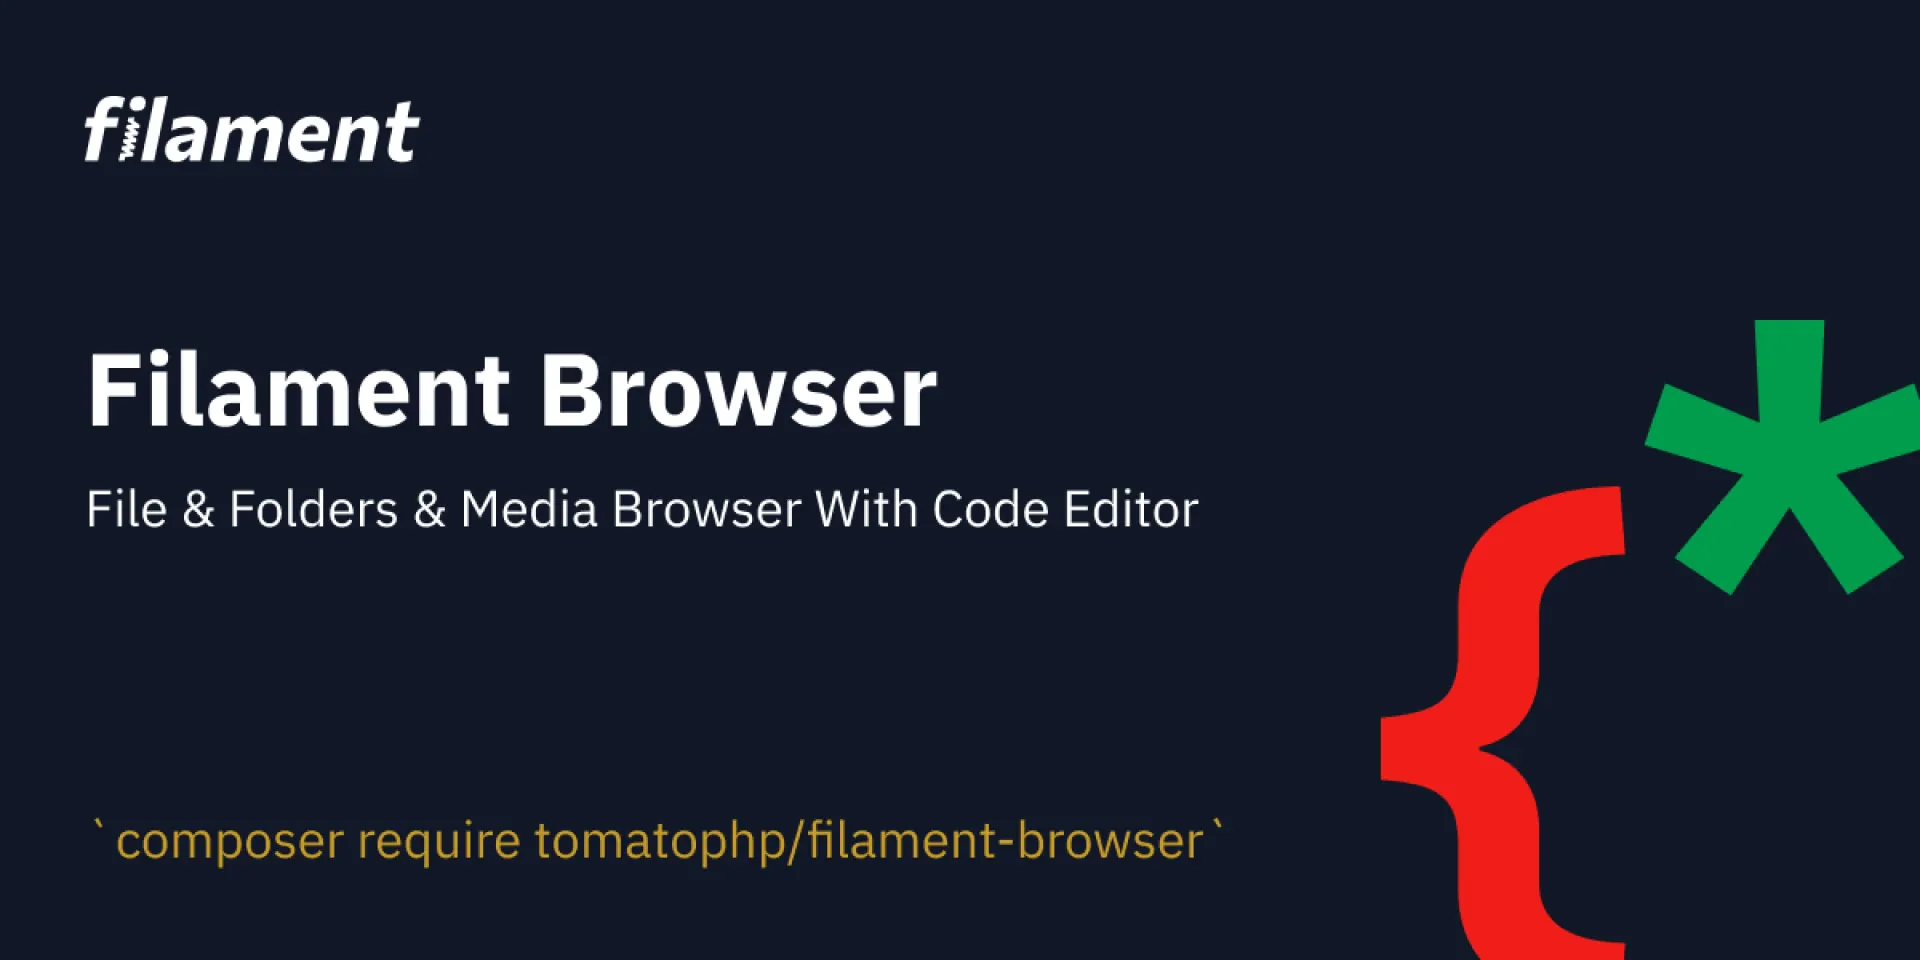 filament
Filament Browser
File & Folders & Media Browser With Code Editor
`composer require tomatophp/filament-browser`
{*